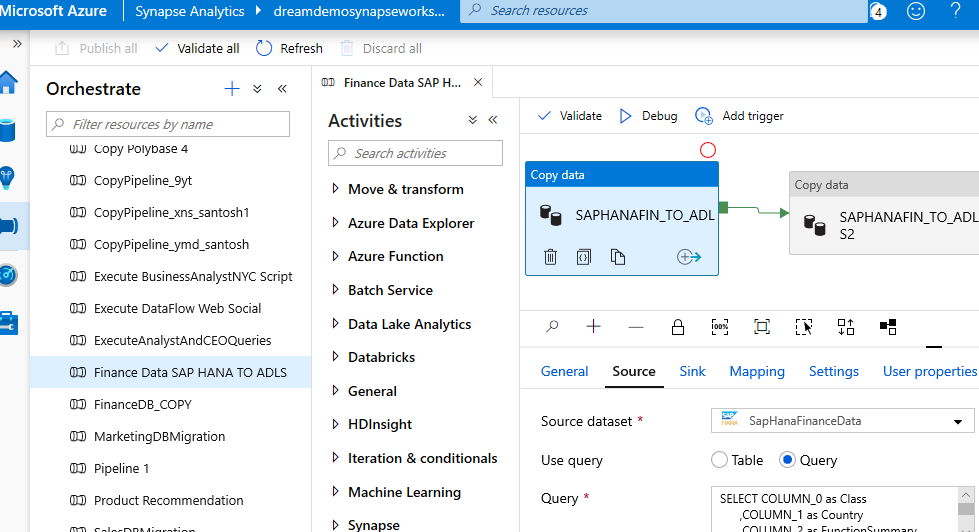 Microsoft Azure
Synapse Analytics
dreamdemosynapseworks...
Search resources
4
?
Publish all
Validate all
Refresh
Discard all
Orchestrate
Filter resources by name
Copy Polybase 4
CopyPipeline_9yt
CopyPipeline_xns_santosh1
CopyPipeline_ymd_santosh
Execute BusinessAnalystNYC Script
Execute DataFlow Web Social
ExecuteAnalystAndCEOQueries
Finance Data SAP HANA TO ADLS
FinanceDB_COPY
MarketingDBMigration
Pipeline 1
Product Recommendation
SalesDBMigration
Finance Data SAP H...
Activities
Search activities
Move & transform
Azure Data Explorer
Azure Function
Batch Service
Data Lake Analytics
Databricks
General
HDInsight
Iteration & conditionals
Machine Learning
Synapse
Validate
Debug
Add trigger
Copy data
SAPHANAFIN_TO_ADL
Copy data
SAPHANAFIN_TO_ADL
S2
100%
General
Source
Sink
Mapping
Settings
User properties
Source dataset *
SAP HANA
SapHanaFinanceData
Use query
Table
Query
Query *
SELECT COLUMN_0 as Class
,COLUMN_1 as Country
,COLUMN_2 as FunctionSummary